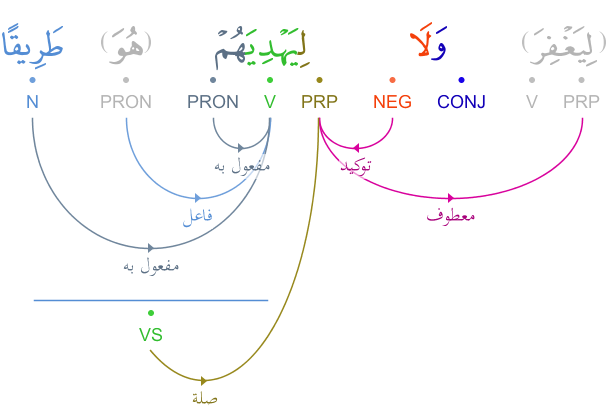 (لِيَغْفِرَ) وَلَا لِيَهْدِيَهُمْ (هُوَ) طَرِيقًا
PRP V CONJ NEG PRP V PRON PRON N
توكيد مفعول به
معطوف فاعل
مفعول به
VS
صلة